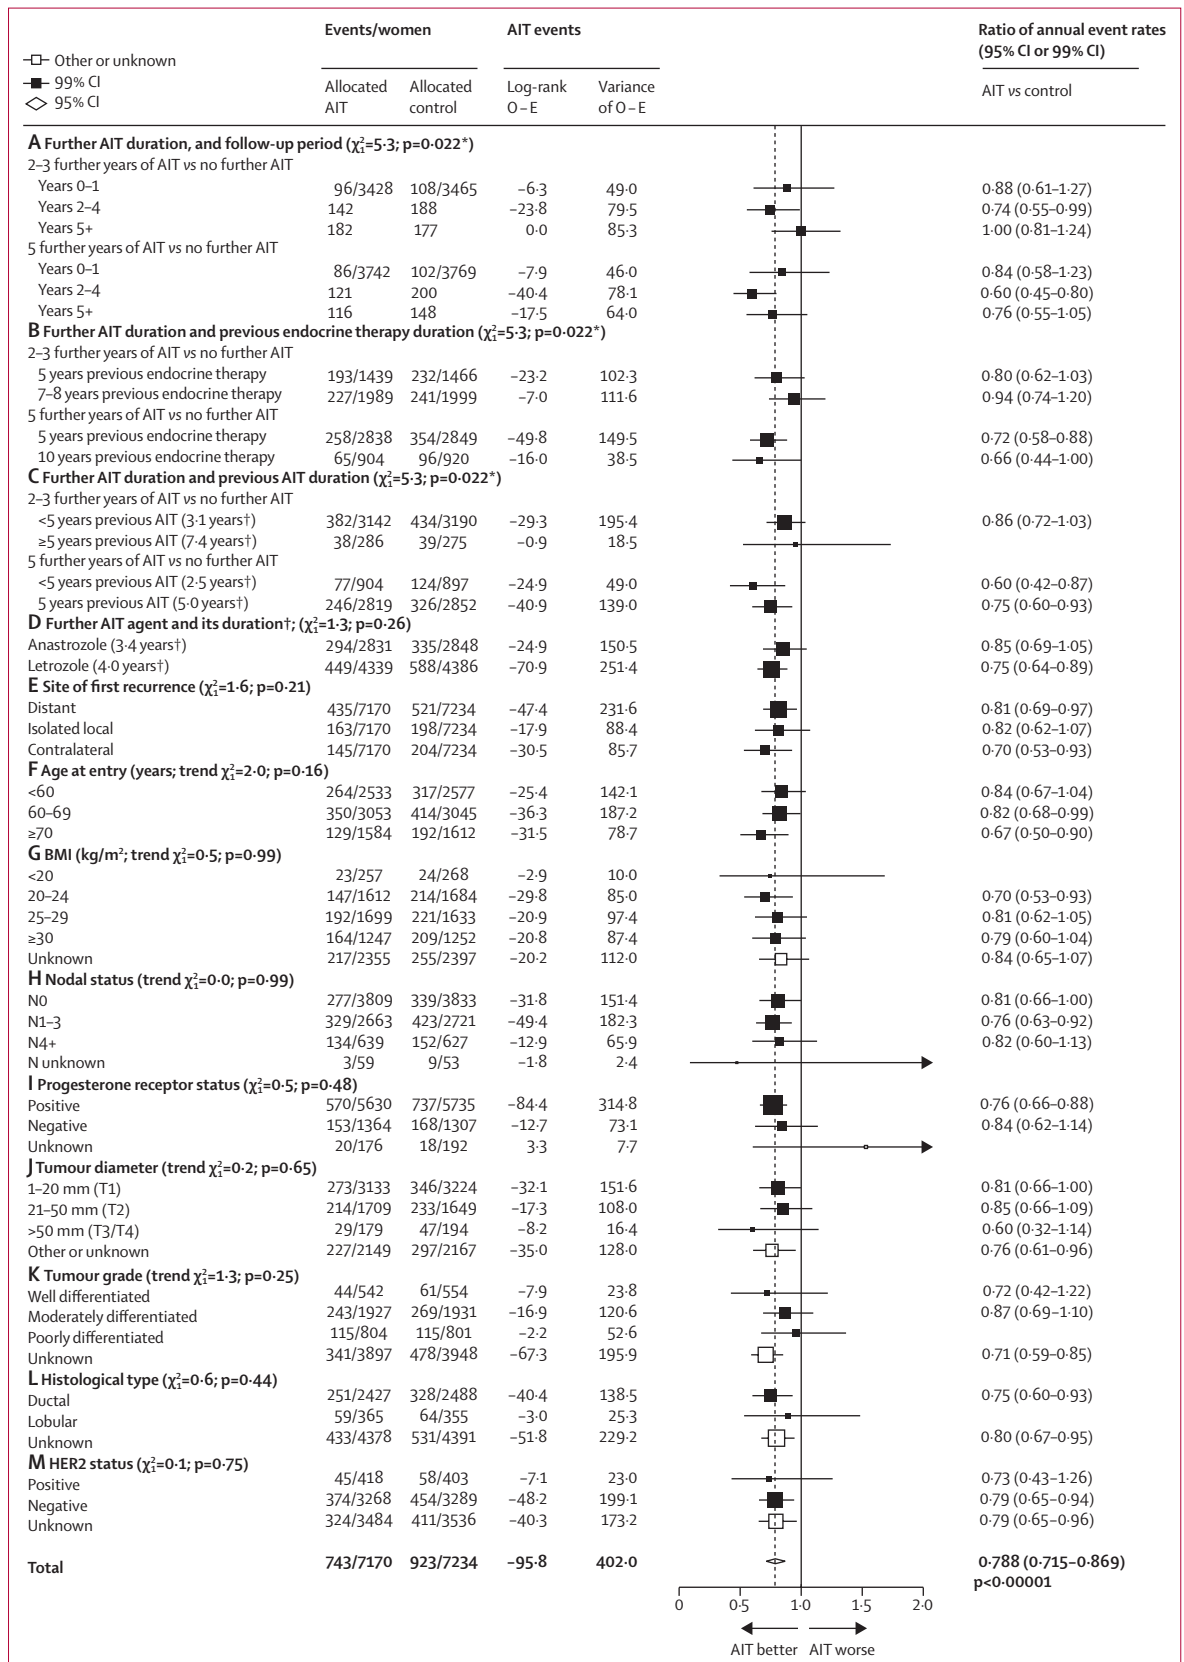 Events/women AIT events Ratio of annual event rates
(95% CI or 99% CI)
Other or unknown
99% CI
95% CI
Allocated AIT Allocated control Log-rank O–E Variance of O–E AIT vs control
A Further AIT duration, and follow-up period (χ²₁=5·3; p=0·022*)
2–3 further years of AIT vs no further AIT
Years 0–1 96/3428 108/3465 –6·3 49·0 0·88 (0·61–1·27)
Years 2–4 142 188 –23·8 79·5 0·74 (0·55–0·99)
Years 5+ 182 177 0·0 85·3 1·00 (0·81–1·24)
5 further years of AIT vs no further AIT
Years 0–1 86/3742 102/3769 –7·9 46·0 0·84 (0·58–1·23)
Years 2–4 121 200 –40·4 78·1 0·60 (0·45–0·80)
Years 5+ 116 148 –17·5 64·0 0·76 (0·55–1·05)
B Further AIT duration and previous endocrine therapy duration (χ²₁=5·3; p=0·022*)
2–3 further years of AIT vs no further AIT
5 years previous endocrine therapy 193/1439 232/1466 –23·2 102·3 0·80 (0·62–1·03)
7–8 years previous endocrine therapy 227/1989 241/1999 –7·0 111·6 0·94 (0·74–1·20)
5 further years of AIT vs no further AIT
5 years previous endocrine therapy 258/2838 354/2849 –49·8 149·5 0·72 (0·58–0·88)
10 years previous endocrine therapy 65/904 96/920 –16·0 38·5 0·66 (0·44–1·00)
C Further AIT duration and previous AIT duration (χ²₁=5·3; p=0·022*)
2–3 further years of AIT vs no further AIT
<5 years previous AIT (3·1 years†) 382/3142 434/3190 –29·3 195·4 0·86 (0·72–1·03)
≥5 years previous AIT (7·4 years†) 38/286 39/275 –0·9 18·5
5 further years of AIT vs no further AIT
<5 years previous AIT (2·5 years†) 77/904 124/897 –24·9 49·0 0·60 (0·42–0·87)
5 years previous AIT (5·0 years†) 246/2819 326/2852 –40·9 139·0 0·75 (0·60–0·93)
D Further AIT agent and its duration†; (χ²₁=1·3; p=0·26)
Anastrozole (3·4 years†) 294/2831 335/2848 –24·9 150·5 0·85 (0·69–1·05)
Letrozole (4·0 years†) 449/4339 588/4386 –70·9 251·4 0·75 (0·64–0·89)
E Site of first recurrence (χ²₁=1·6; p=0·21)
Distant 435/7170 521/7234 –47·4 231·6 0·81 (0·69–0·97)
Isolated local 163/7170 198/7234 –17·9 88·4 0·82 (0·62–1·07)
Contralateral 145/7170 204/7234 –30·5 85·7 0·70 (0·53–0·93)
F Age at entry (years; trend χ²₁=2·0; p=0·16)
<60 264/2533 317/2577 –25·4 142·1 0·84 (0·67–1·04)
60–69 350/3053 414/3045 –36·3 187·2 0·82 (0·68–0·99)
≥70 129/1584 192/1612 –31·5 78·7 0·67 (0·50–0·90)
G BMI (kg/m²; trend χ²₁=0·5; p=0·99)
<20 23/257 24/268 –2·9 10·0
20–24 147/1612 214/1684 –29·8 85·0 0·70 (0·53–0·93)
25–29 192/1699 221/1633 –20·9 97·4 0·81 (0·62–1·05)
≥30 164/1247 209/1252 –20·8 87·4 0·79 (0·60–1·04)
Unknown 217/2355 255/2397 –20·2 112·0 0·84 (0·65–1·07)
H Nodal status (trend χ²₁=0·0; p=0·99)
N0 277/3809 339/3833 –31·8 151·4 0·81 (0·66–1·00)
N1–3 329/2663 423/2721 –49·4 182·3 0·76 (0·63–0·92)
N4+ 134/639 152/627 –12·9 65·9 0·82 (0·60–1·13)
N unknown 3/59 9/53 –1·8 2·4
I Progesterone receptor status (χ²₁=0·5; p=0·48)
Positive 570/5630 737/5735 –84·4 314·8 0·76 (0·66–0·88)
Negative 153/1364 168/1307 –12·7 73·1 0·84 (0·62–1·14)
Unknown 20/176 18/192 3·3 7·7
J Tumour diameter (trend χ²₁=0·2; p=0·65)
1–20 mm (T1) 273/3133 346/3224 –32·1 151·6 0·81 (0·66–1·00)
21–50 mm (T2) 214/1709 233/1649 –17·3 108·0 0·85 (0·66–1·09)
>50 mm (T3/T4) 29/179 47/194 –8·2 16·4 0·60 (0·32–1·14)
Other or unknown 227/2149 297/2167 –35·0 128·0 0·76 (0·61–0·96)
K Tumour grade (trend χ²₁=1·3; p=0·25)
Well differentiated 44/542 61/554 –7·9 23·8 0·72 (0·42–1·22)
Moderately differentiated 243/1927 269/1931 –16·9 120·6 0·87 (0·69–1·10)
Poorly differentiated 115/804 115/801 –2·2 52·6
Unknown 341/3897 478/3948 –67·3 195·9 0·71 (0·59–0·85)
L Histological type (χ²₁=0·6; p=0·44)
Ductal 251/2427 328/2488 –40·4 138·5 0·75 (0·60–0·93)
Lobular 59/365 64/355 –3·0 25·3
Unknown 433/4378 531/4391 –51·8 229·2 0·80 (0·67–0·95)
M HER2 status (χ²₁=0·1; p=0·75)
Positive 45/418 58/403 –7·1 23·0 0·73 (0·43–1·26)
Negative 374/3268 454/3289 –48·2 199·1 0·79 (0·65–0·94)
Unknown 324/3484 411/3536 –40·3 173·2 0·79 (0·65–0·96)
Total 743/7170 923/7234 –95·8 402·0 0·788 (0·715–0·869)
p<0·00001
0 0·5 1·0 1·5 2·0
AIT better AIT worse